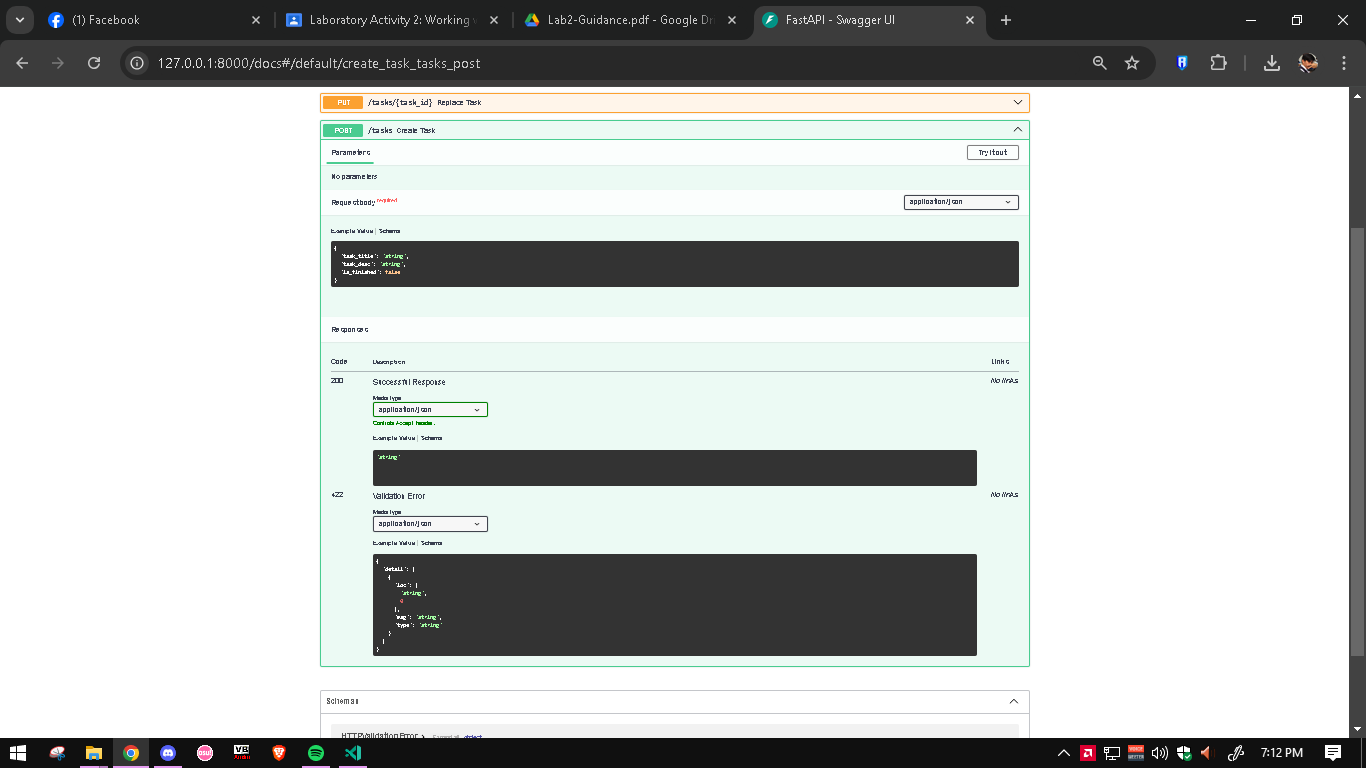 (1) Facebook
Laboratory Activity 2: Working
Lab2-Guidance.pdf - Google Dr
FastAPI - Swagger UI
127.0.0.1:8000/docs#/default/create_task_tasks_post
PUT /tasks/{task_id} Replace Task
POST /tasks Create Task
Parameters
Try it out
No parameters
Request body required
application/json
Example Value | Schema
{
"task_title": "string",
"task_desc": "string",
"is_finished": false
}
Responses
Code Description Links
200 Successful Response No links
Media type
application/json
Controls Accept header.
Example Value | Schema
"string"
422 Validation Error No links
Media type
application/json
Example Value | Schema
{
"detail": [
{
"loc": [
"string",
0
],
"msg": "string",
"type": "string"
}
]
}
Schemas
HTTPValidationError > Expand all object
osu!
VB
Audio
7:12 PM